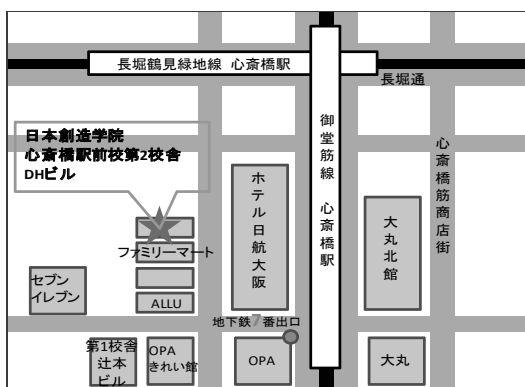 長堀鶴見緑地線 心斎橋駅
長堀通
日本創造学院
心斎橋駅前校第2校舎
DHビル
御堂筋線 心斎橋駅
心斎橋筋商店街
ホテル日航大阪
大丸北館
ファミリーマート
セブン
イレブン
ALLU
地下鉄7番出口
第1校舎
辻本
ビル
OPA
きれい館
OPA
大丸